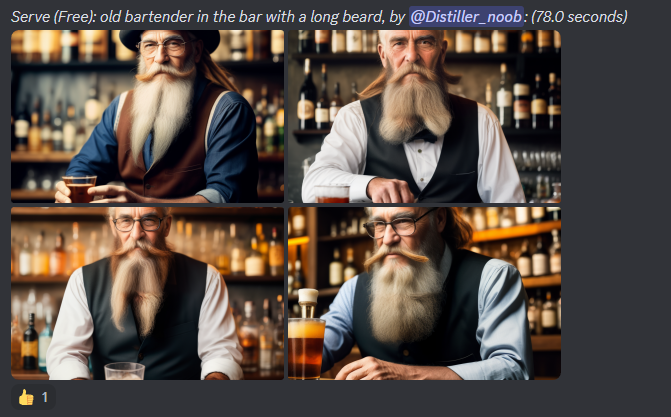 Serve (Free): old bartender in the bar with a long beard, by @Distiller_noob: (78.0 seconds)
1